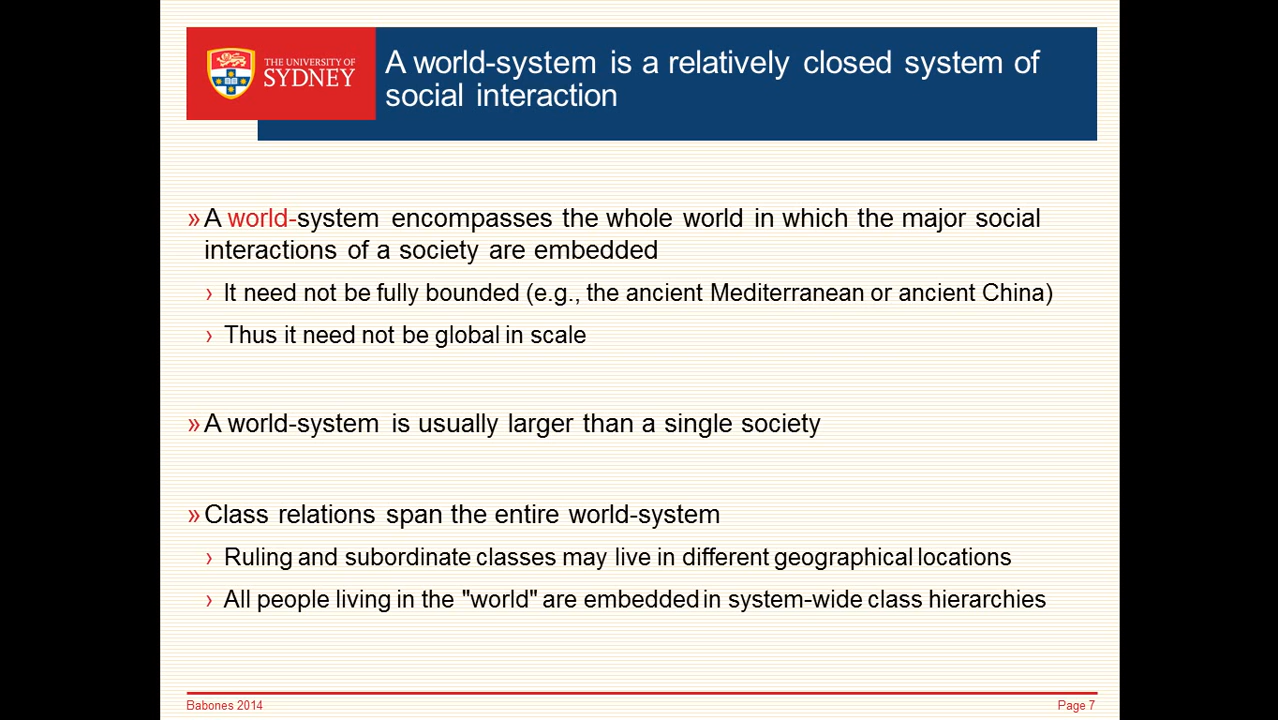 THE UNIVERSITY OF
SYDNEY
A world-system is a relatively closed system of
social interaction
» A world-system encompasses the whole world in which the major social
interactions of a society are embedded
› It need not be fully bounded (e.g., the ancient Mediterranean or ancient China)
› Thus it need not be global in scale
» A world-system is usually larger than a single society
» Class relations span the entire world-system
› Ruling and subordinate classes may live in different geographical locations
› All people living in the "world" are embedded in system-wide class hierarchies
Babones 2014
Page 7